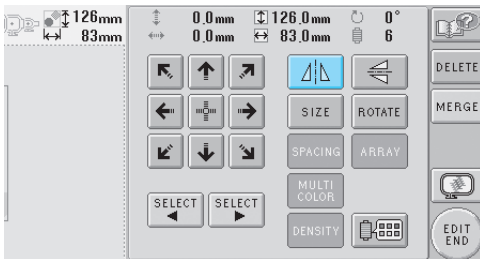 126mm
83mm
0.0mm 126.0mm 0°
0.0mm 83.0mm 6
DELETE
SIZE ROTATE
MERGE
SPACING ARRAY
SELECT SELECT
MULTI
COLOR
DENSITY
EDIT
END